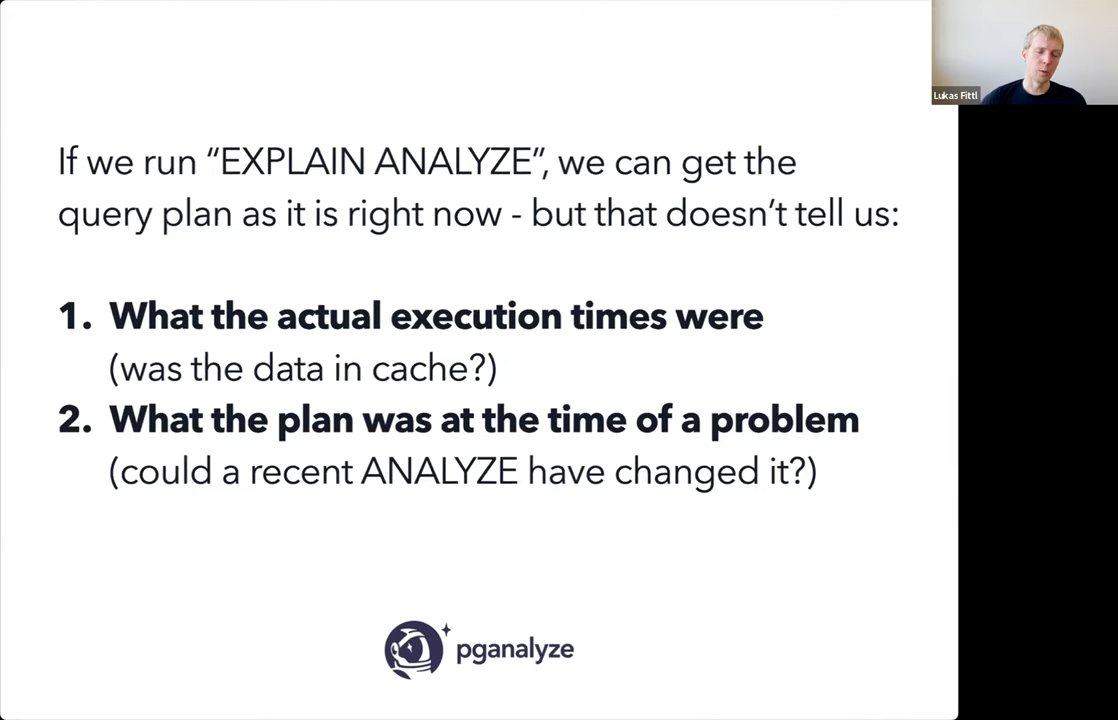 Lukas Fittl
If we run “EXPLAIN ANALYZE”, we can get the
query plan as it is right now - but that doesn’t tell us:
1. What the actual execution times were
(was the data in cache?)
2. What the plan was at the time of a problem
(could a recent ANALYZE have changed it?)
pganalyze